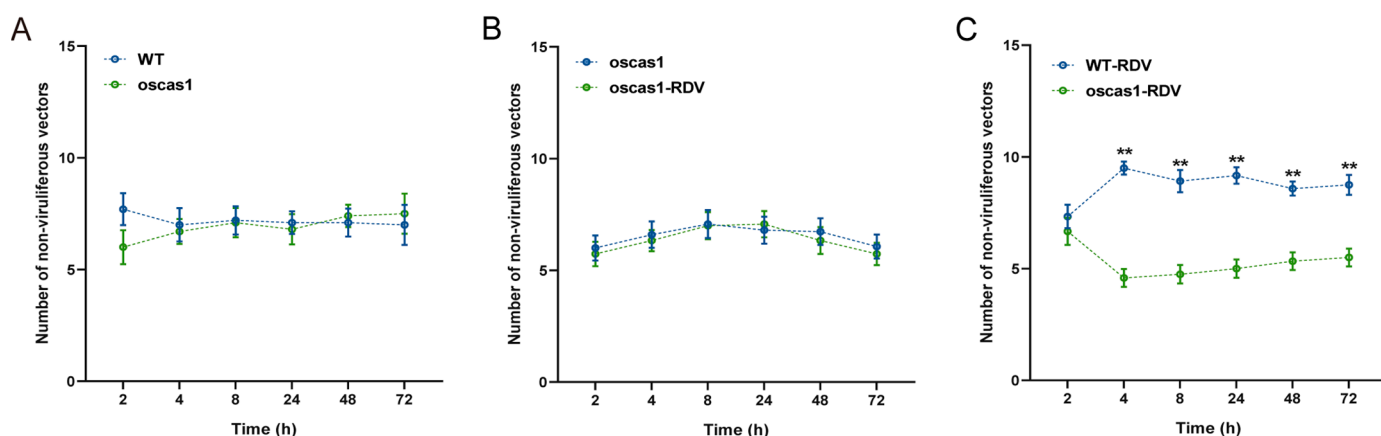 A
Number of non-viruliferous vectors
15
10
5
0
WT
oscas1
2 4 8 24 48 72
Time (h)
B
Number of non-viruliferous vectors
15
10
5
0
oscas1
oscas1-RDV
2 4 8 24 48 72
Time (h)
C
Number of non-viruliferous vectors
15
10
5
0
WT-RDV
oscas1-RDV
** ** ** ** **
2 4 8 24 48 72
Time (h)